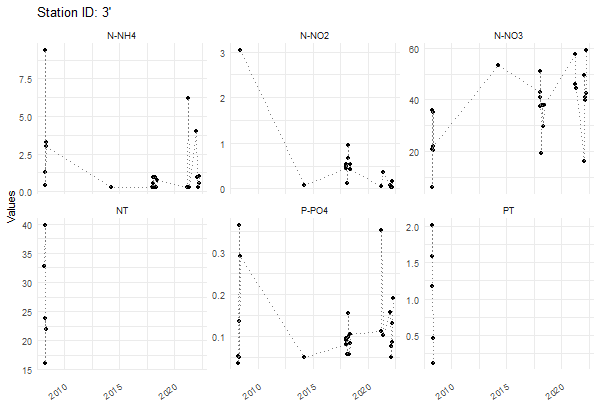 Station ID: 3'
N-NH4 N-NO2 N-NO3
7.5 5.0 2.5 0.0
3 2 1 0
60 40 20
Values
NT P-PO4 PT
40 35 30 25 20 15
0.3 0.2 0.1
2.0 1.5 1.0 0.5
2010 2015 2020 2010 2015 2020 2010 2015 2020